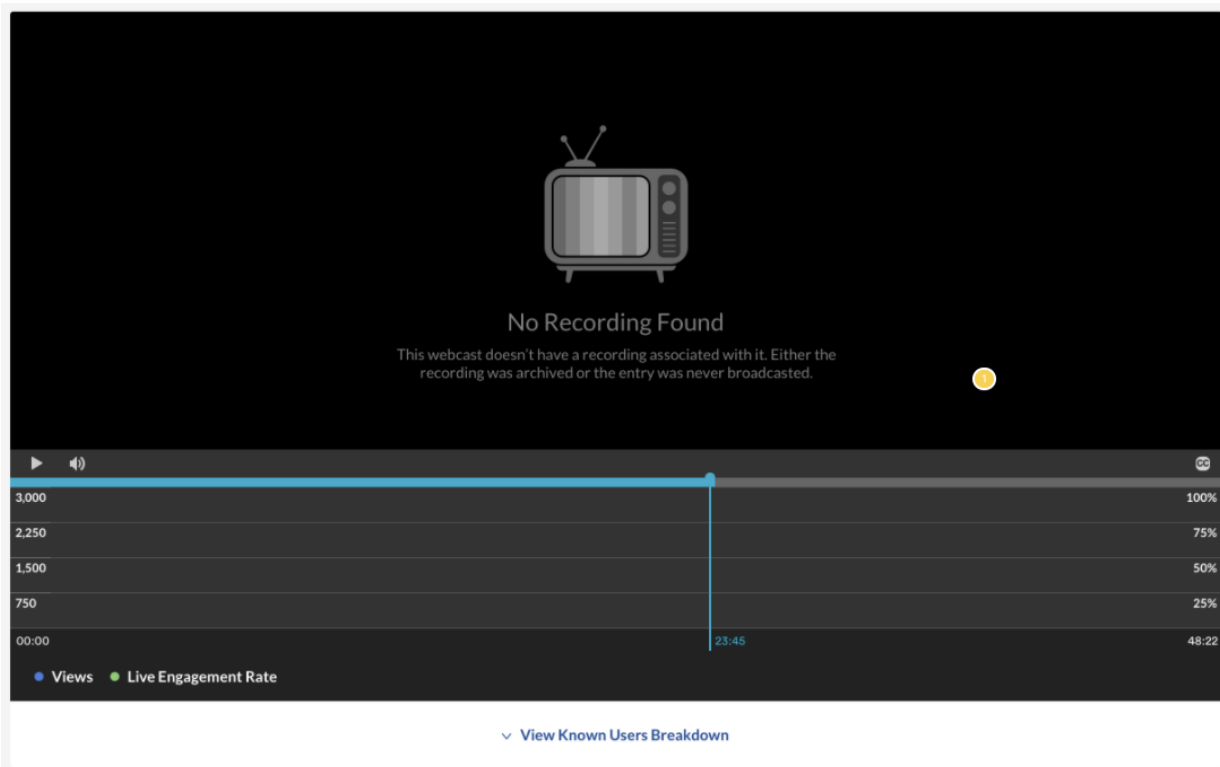 No Recording Found
This webcast doesn't have a recording associated with it. Either the
recording was archived or the entry was never broadcasted.
1
CC
3,000 100%
2,250 75%
1,500 50%
750 25%
00:00 23:45 48:22
Views Live Engagement Rate
View Known Users Breakdown